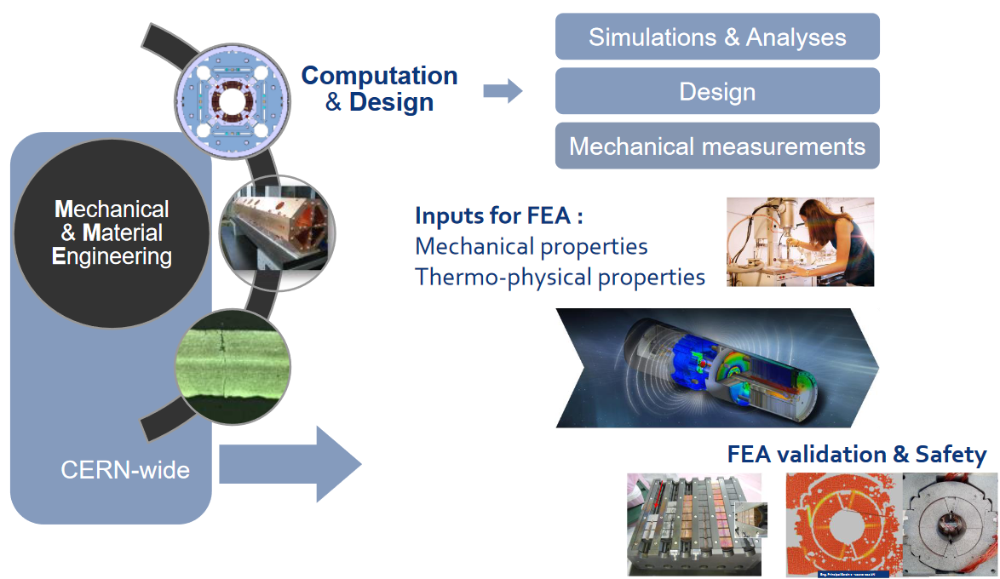 Computation
& Design
Simulations & Analyses
Design
Mechanical measurements
Mechanical
& Material
Engineering
Inputs for FEA :
Mechanical properties
Thermo-physical properties
CERN-wide
FEA validation & Safety